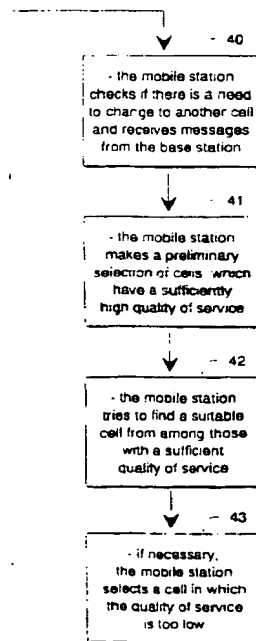 40
- the mobile station
checks if there is a need
to change to another cell
and receives messages
from the base station
41
- the mobile station
makes a preliminary
selection of cells which
have a sufficiently
high quality of service
42
- the mobile station
tries to find a suitable
cell from among those
with a sufficient
quality of service
43
- if necessary,
the mobile station
selects a cell in which
the quality of service
is too low